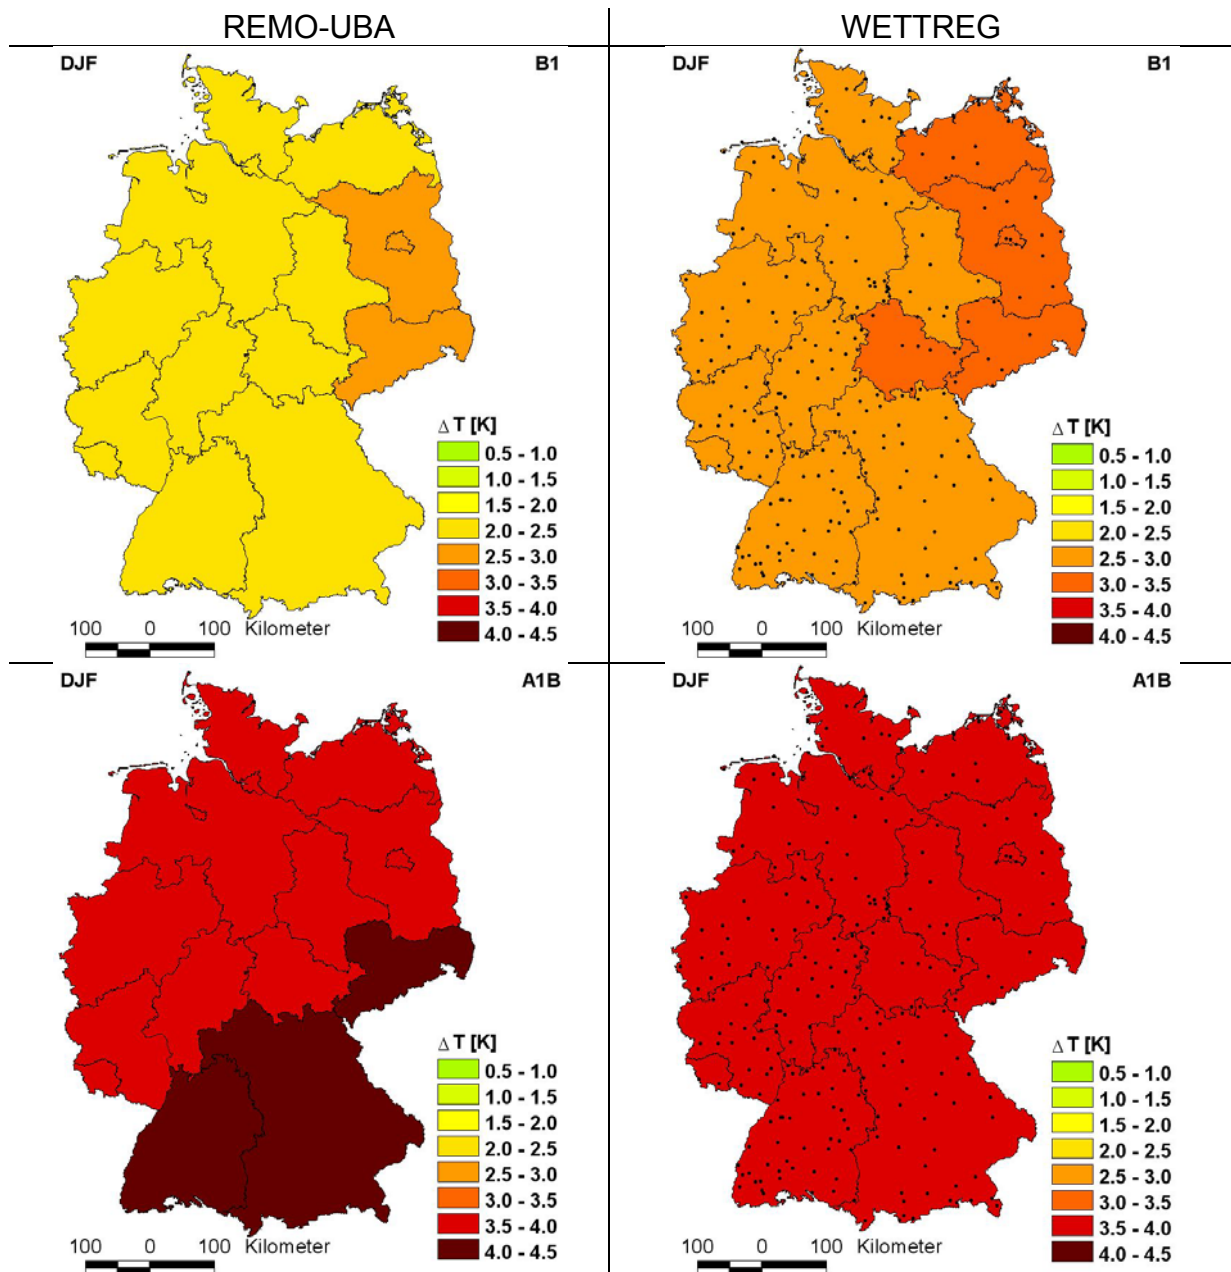 REMO-UBA
WETTREG
DJF B1
Δ T [K]
0.5 - 1.0
1.0 - 1.5
1.5 - 2.0
2.0 - 2.5
2.5 - 3.0
3.0 - 3.5
3.5 - 4.0
4.0 - 4.5
100 0 100 Kilometer
DJF B1
Δ T [K]
0.5 - 1.0
1.0 - 1.5
1.5 - 2.0
2.0 - 2.5
2.5 - 3.0
3.0 - 3.5
3.5 - 4.0
4.0 - 4.5
100 0 100 Kilometer
DJF A1B
Δ T [K]
0.5 - 1.0
1.0 - 1.5
1.5 - 2.0
2.0 - 2.5
2.5 - 3.0
3.0 - 3.5
3.5 - 4.0
4.0 - 4.5
100 0 100 Kilometer
DJF A1B
Δ T [K]
0.5 - 1.0
1.0 - 1.5
1.5 - 2.0
2.0 - 2.5
2.5 - 3.0
3.0 - 3.5
3.5 - 4.0
4.0 - 4.5
100 0 100 Kilometer